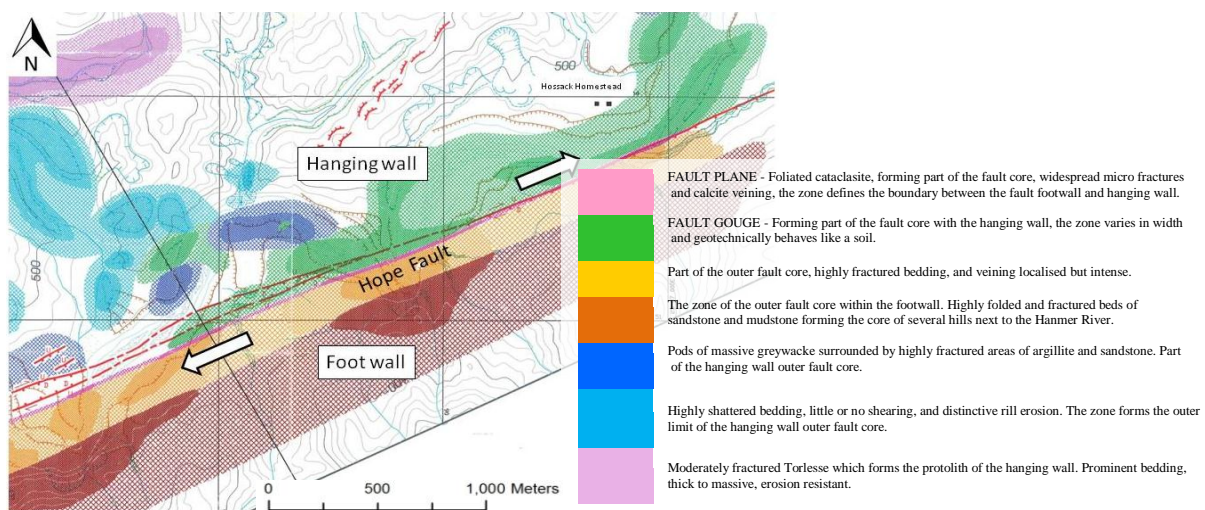 N
500
Hossack Homestead
Hanging wall
500
Hope Fault
Foot wall
0 500 1,000 Meters
FAULT PLANE - Foliated cataclasite, forming part of the fault core, widespread micro fractures
and calcite veining, the zone defines the boundary between the fault footwall and hanging wall.
FAULT GOUGE - Forming part of the fault core with the hanging wall, the zone varies in width
and geotechnically behaves like a soil.
Part of the outer fault core, highly fractured bedding, and veining localised but intense.
The zone of the outer fault core within the footwall. Highly folded and fractured beds of
sandstone and mudstone forming the core of several hills next to the Hanmer River.
Pods of massive greywacke surrounded by highly fractured areas of argillite and sandstone. Part
of the hanging wall outer fault core.
Highly shattered bedding, little or no shearing, and distinctive rill erosion. The zone forms the outer
limit of the hanging wall outer fault core.
Moderately fractured Torlesse which forms the protolith of the hanging wall. Prominent bedding,
thick to massive, erosion resistant.